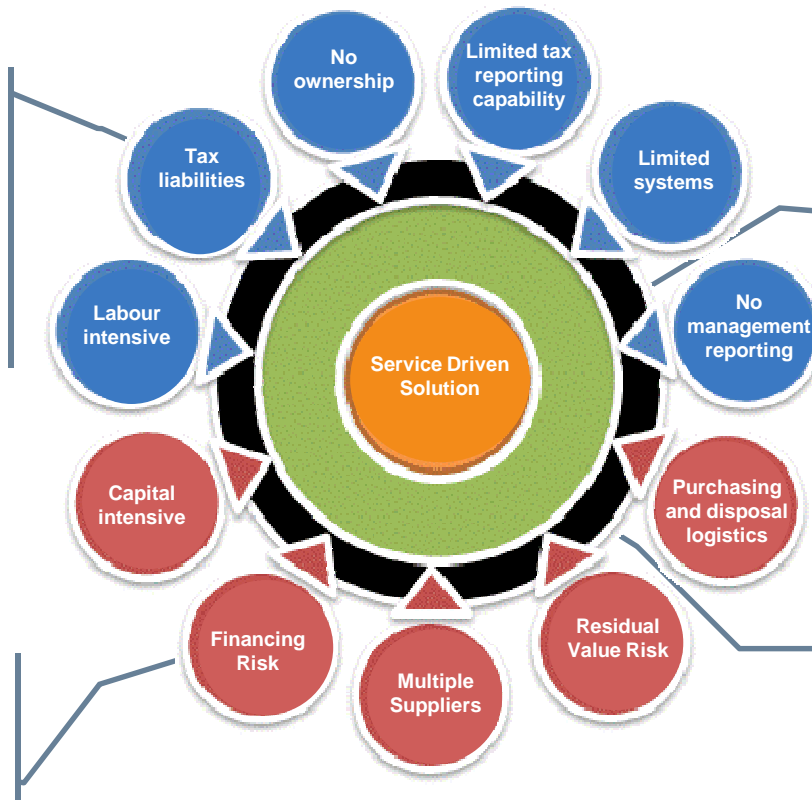 No
ownership
Limited tax
reporting
capability
Tax
liabilities
Limited
systems
Labour
intensive
No
management
reporting
Service Driven
Solution
Capital
intensive
Purchasing
and disposal
logistics
Financing
Risk
Residual
Value Risk
Multiple
Suppliers